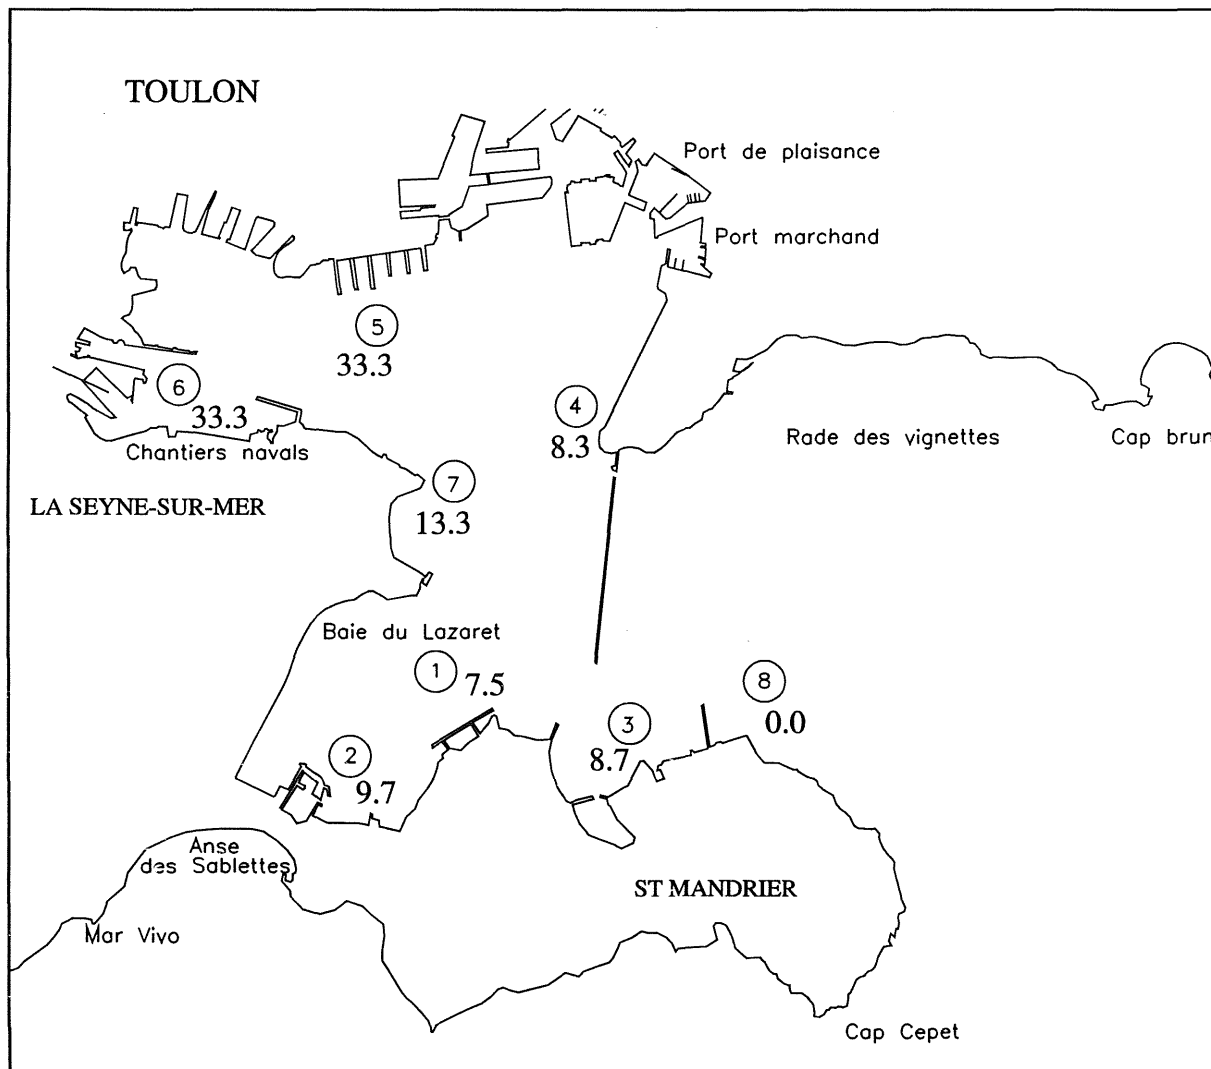 TOULON
Port de plaisance
Port marchand
5
33.3
6
33.3
Chantiers navals
4
8.3
Rade des vignettes
Cap brun
7
13.3
LA SEYNE-SUR-MER
Baie du Lazaret
1
7.5
8
0.0
3
8.7
2
9.7
Anse
des Sablettes
ST MANDRIER
Mar Vivo
Cap Cepet